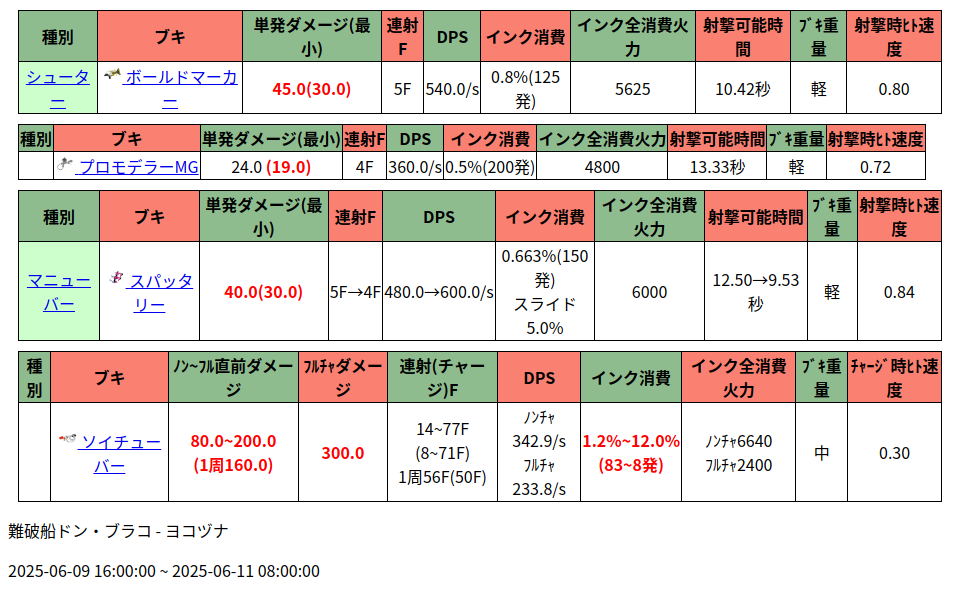 種別 ブキ 単発ダメージ(最小) 連射F DPS インク消費 インク全消費火力 射撃可能時間 ﾌﾞｷ重量 射撃時ﾋﾄ速度
シューター ボールドマーカー 45.0(30.0) 5F 540.0/s 0.8%(125発) 5625 10.42秒 軽 0.80
種別 ブキ 単発ダメージ(最小) 連射F DPS インク消費 インク全消費火力 射撃可能時間 ﾌﾞｷ重量 射撃時ﾋﾄ速度
プロモデラーMG 24.0 (19.0) 4F 360.0/s 0.5%(200発) 4800 13.33秒 軽 0.72
種別 ブキ 単発ダメージ(最小) 連射F DPS インク消費 インク全消費火力 射撃可能時間 ﾌﾞｷ重量 射撃時ﾋﾄ速度
マニューバー スパッタリー 40.0(30.0) 5F→4F 480.0→600.0/s 0.663%(150発) スライド5.0% 6000 12.50→9.53秒 軽 0.84
種別 ブキ ﾉﾝ~ﾌﾙ直前ダメージ ﾌﾙﾁｬダメージ 連射(チャージ)F DPS インク消費 インク全消費火力 ﾌﾞｷ重量 ﾁｬｰｼﾞ時ﾋﾄ速度
ソイチューバー 80.0~200.0 (1周160.0) 300.0 14~77F (8~71F) 1周56F(50F) ﾉﾝﾁｬ 342.9/s ﾌﾙﾁｬ 233.8/s 1.2%~12.0% (83~8発) ﾉﾝﾁｬ6640 ﾌﾙﾁｬ2400 中 0.30
難破船ドン・ブラコ - ヨコヅナ
2025-06-09 16:00:00 ~ 2025-06-11 08:00:00